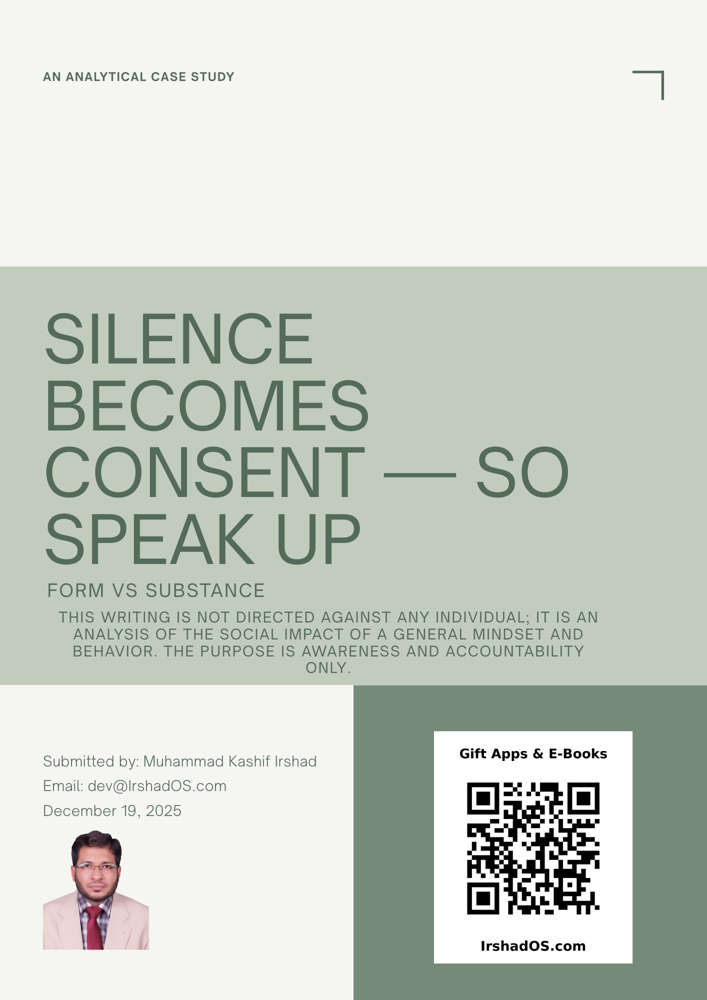 AN ANALYTICAL CASE STUDY
SILENCE
BECOMES
CONSENT — SO
SPEAK UP
FORM VS SUBSTANCE
THIS WRITING IS NOT DIRECTED AGAINST ANY INDIVIDUAL; IT IS AN
ANALYSIS OF THE SOCIAL IMPACT OF A GENERAL MINDSET AND
BEHAVIOR. THE PURPOSE IS AWARENESS AND ACCOUNTABILITY
ONLY.
Submitted by: Muhammad Kashif Irshad
Email: dev@IrshadOS.com
December 19, 2025
Gift Apps & E-Books
IrshadOS.com